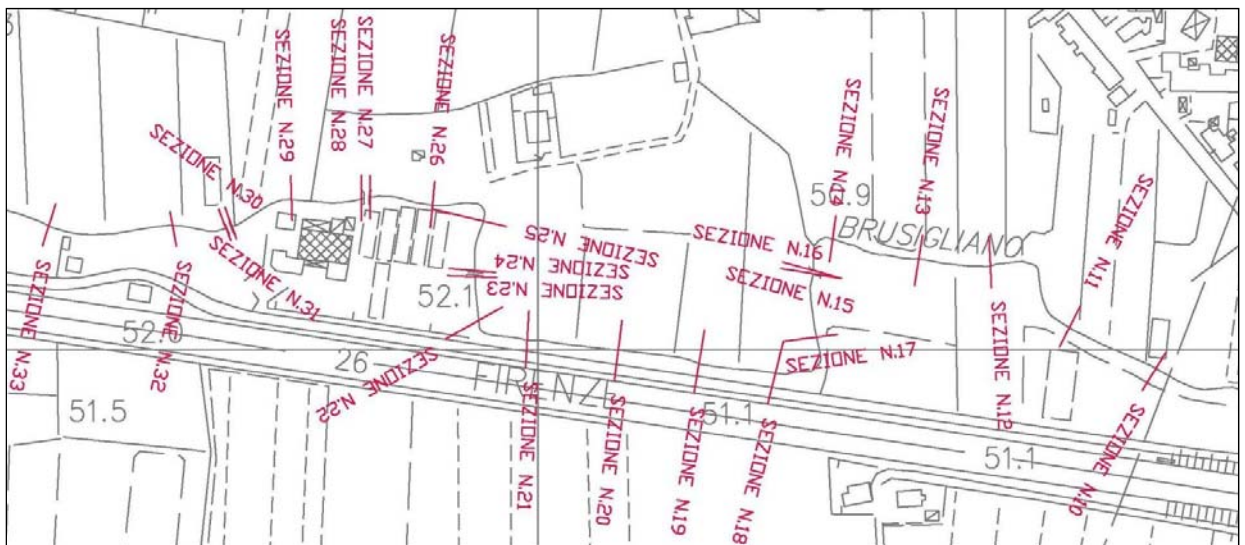 SEZIONE N.29
SEZIONE N.28
SEZIONE N.27
SEZIONE N.26
SEZIONE N.14
SEZIONE N.13
SEZIONE N.30
SEZIONE N.11
50.9
BRUSIGLIANO
SEZIONE N.25
SEZIONE N.16
SEZIONE N.24
SEZIONE N.15
SEZIONE N.23
SEZIONE N.31
52.1
SEZIONE N.33
SEZIONE N.32
26
SEZIONE N.17
SEZIONE N.22
FIRENZE
SEZIONE N.12
51.5
51.1
SEZIONE N.21
SEZIONE N.20
SEZIONE N.19
SEZIONE N.18
51.1
SEZIONE N.10